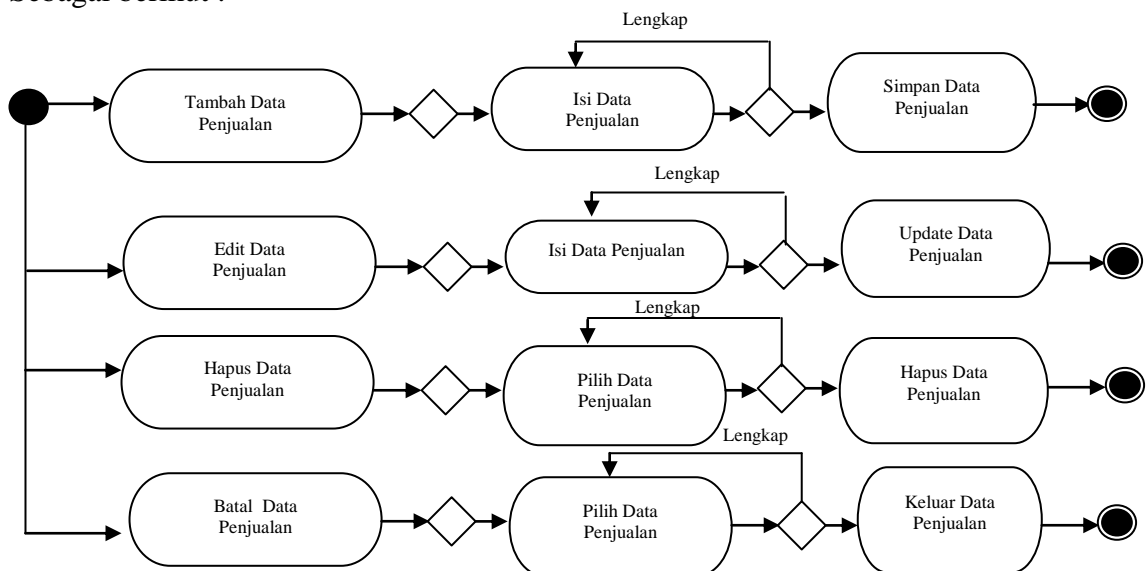 Sebagai berikut :
Lengkap
Tambah Data
Penjualan
Isi Data
Penjualan
Simpan Data
Penjualan
Lengkap
Edit Data
Penjualan
Isi Data Penjualan
Update Data
Penjualan
Lengkap
Hapus Data
Penjualan
Pilih Data
Penjualan
Hapus Data
Penjualan
Lengkap
Batal Data
Penjualan
Pilih Data
Penjualan
Keluar Data
Penjualan